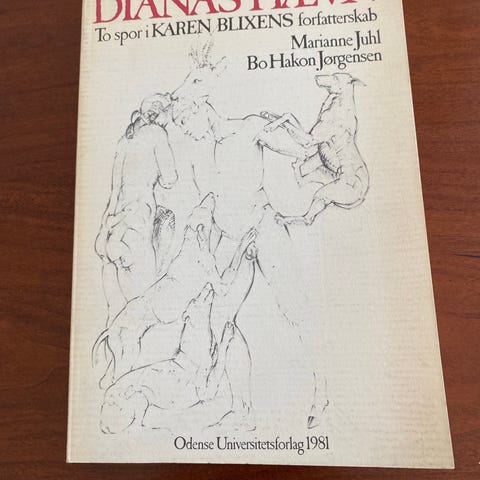 DIANAS HÆVN
To spor i KAREN BLIXENS forfatterskab
Marianne Juhl
Bo Hakon Jørgensen
Odense Universitetsforlag 1981